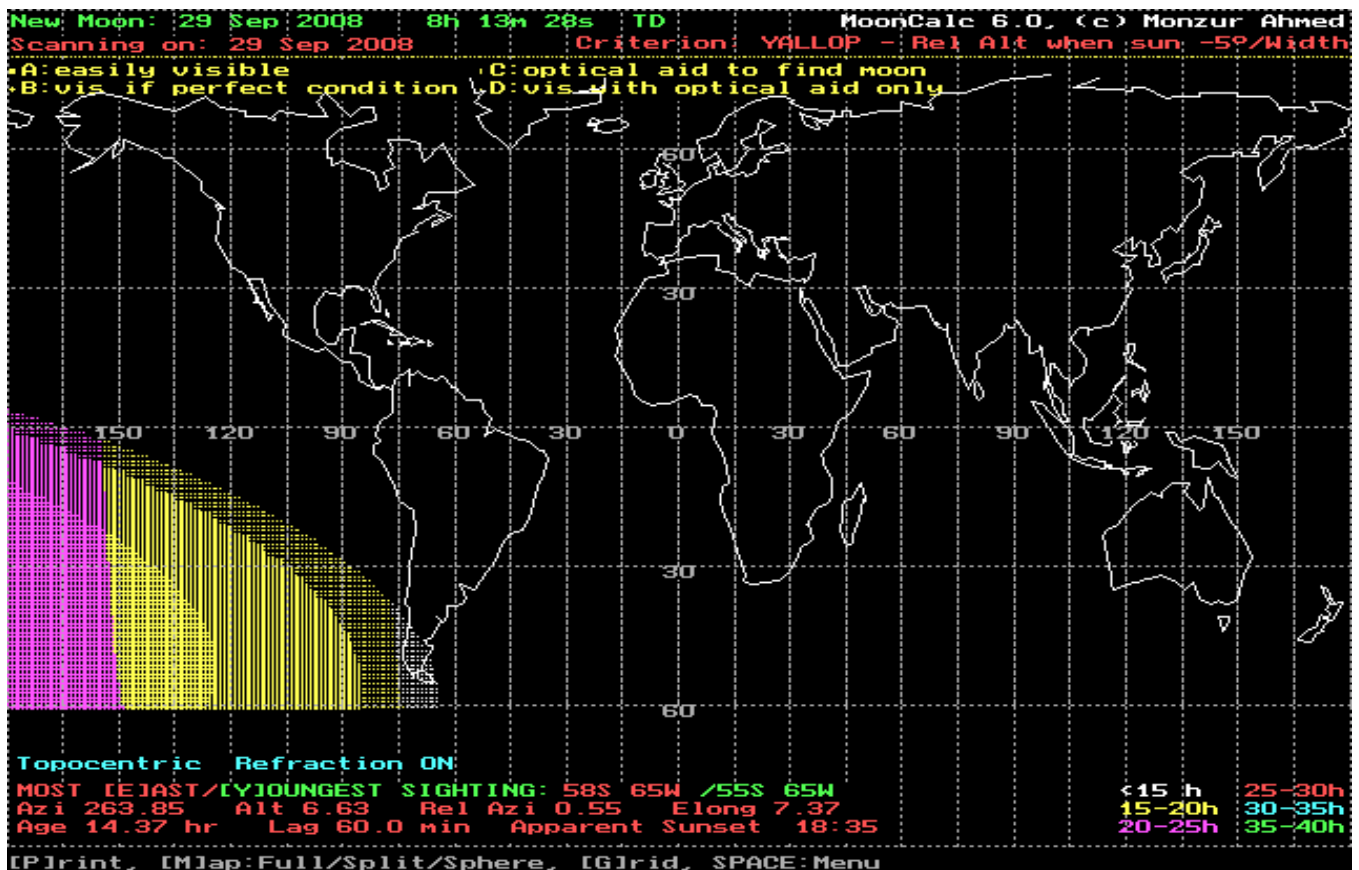 New Moon: 29 Sep 2008 8h 13m 28s TD MoonCalc 6.0, (c) Monzur Ahmed
Scanning on: 29 Sep 2008 Criterion: YALLOP - Rel Alt when sun -5º/Width
A:easily visible C:optical aid to find moon
B:vis if perfect condition D:vis with optical aid only
60
30
150 120 90 60 30 0 30 60 90 120 150
30
60
Topocentric Refraction ON
MOST [E]AST/[Y]OUNGEST SIGHTING: 58S 65W /55S 65W <15 h 25-30h
Azi 263.85 Alt 6.63 Rel Azi 0.55 Elong 7.37 15-20h 30-35h
Age 14.37 hr Lag 60.0 min Apparent Sunset 18:35 20-25h 35-40h
[P]rint, [M]ap:Full/Split/Sphere, [G]rid, SPACE:Menu